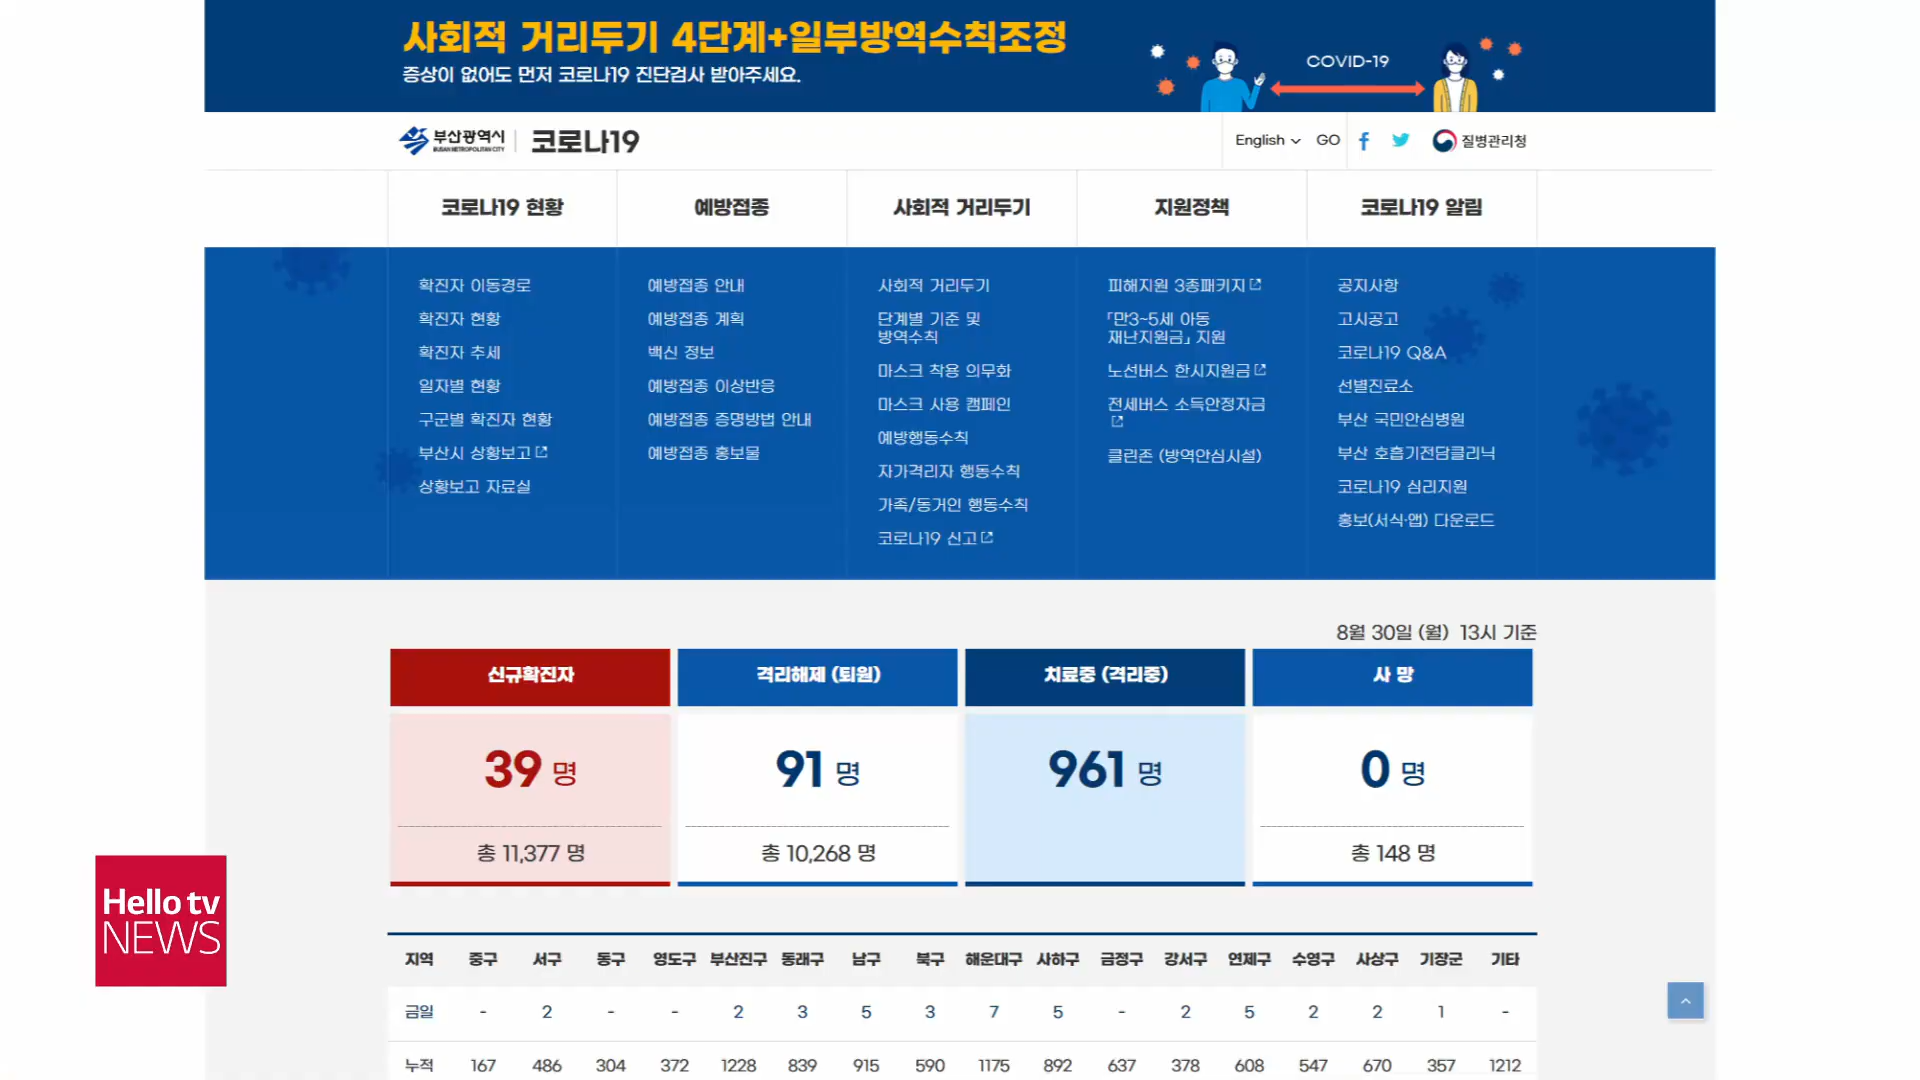 사회적 거리두기 4단계+일부방역수칙조정
증상이 없어도 먼저 코로나19 진단검사 받아주세요.
COVID-19
부산광역시 코로나19
BUSAN METROPOLITAN CITY
English GO 질병관리청
코로나19 현황 예방접종 사회적 거리두기 지원정책 코로나19 알림
확진자 이동경로
확진자 현황
확진자 추세
일자별 현황
구군별 확진자 현황
부산시 상황보고
상황보고 자료실
예방접종 안내
예방접종 계획
백신 정보
예방접종 이상반응
예방접종 증명방법 안내
예방접종 홍보물
사회적 거리두기
단계별 기준 및
방역수칙
마스크 착용 의무화
마스크 사용 캠페인
예방행동수칙
자가격리자 행동수칙
가족/동거인 행동수칙
코로나19 신고
피해지원 3종패키지
「만3~5세 아동
재난지원금」 지원
노선버스 한시지원금
전세버스 소득안정자금
클린존 (방역안심시설)
공지사항
고시공고
코로나19 Q&A
선별진료소
부산 국민안심병원
부산 호흡기전담클리닉
코로나19 심리지원
홍보(서식·앱) 다운로드
8월 30일 (월) 13시 기준
신규확진자 격리해제 (퇴원) 치료중 (격리중) 사 망
39 명 91 명 961 명 0 명
총 11,377 명 총 10,268 명 총 148 명
Hello tv
NEWS
지역 중구 서구 동구 영도구 부산진구 동래구 남구 북구 해운대구 사하구 금정구 강서구 연제구 수영구 사상구 기장군 기타
금일 - 2 - - 2 3 5 3 7 5 - 2 5 2 2 1 -
누적 167 486 304 372 1228 839 915 590 1175 892 637 378 608 547 670 357 1212